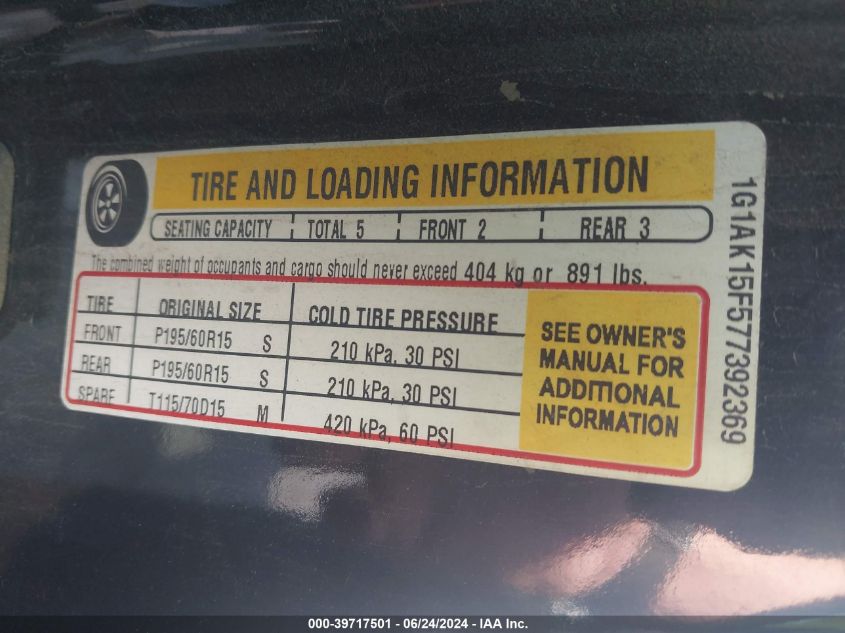 TIRE AND LOADING INFORMATION
SEATING CAPACITY TOTAL 5 FRONT 2 REAR 3
The combined weight of occupants and cargo should never exceed 404 kg or 891 lbs.
TIRE ORIGINAL SIZE COLD TIRE PRESSURE
FRONT P195/60R15 S 210 kPa, 30 PSI
REAR P195/60R15 S 210 kPa, 30 PSI
SPARE T115/70D15 M 420 kPa, 60 PSI
SEE OWNER'S
MANUAL FOR
ADDITIONAL
INFORMATION
1G1AK15F577392369
000-39717501 - 06/24/2024 - IAA Inc.